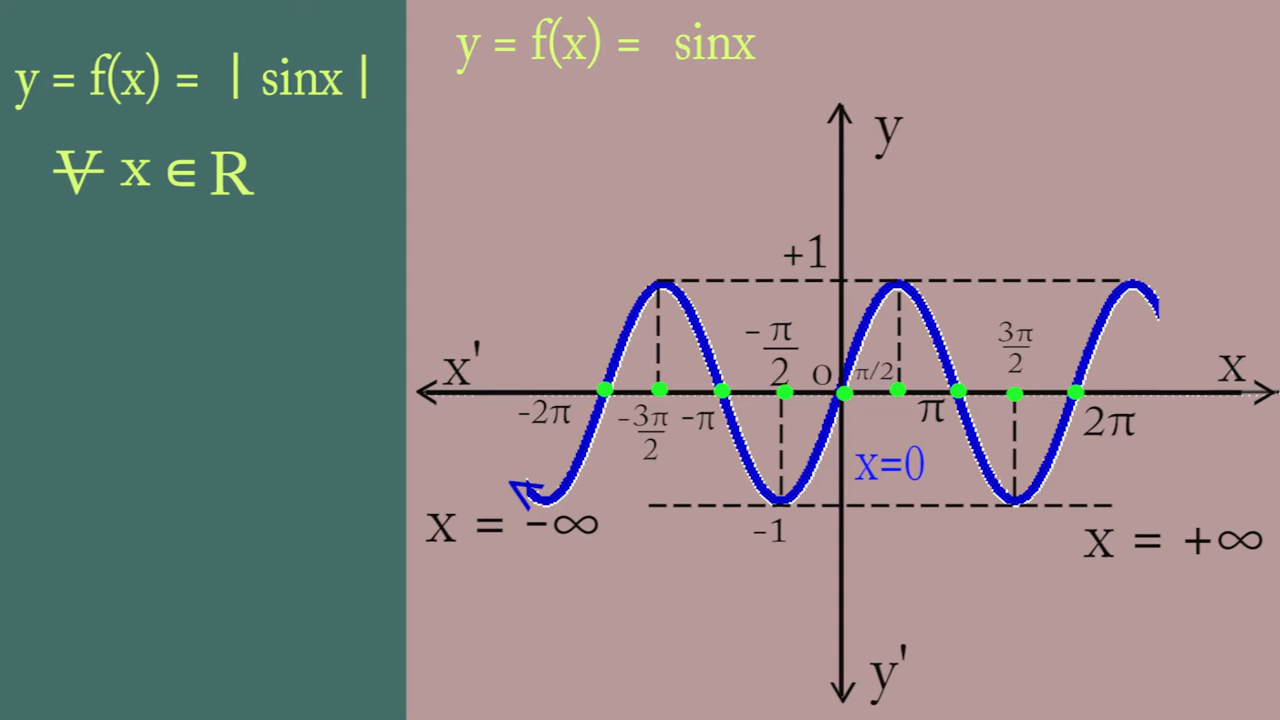 y = f(x) = | sinx |
∀ x ∈ R
y = f(x) = sinx
y
+1
-π/2
3π/2
x'
o
π/2
x
-2π
-3π/2
-π
π
2π
x=0
x = -∞
-1
x = +∞
y'